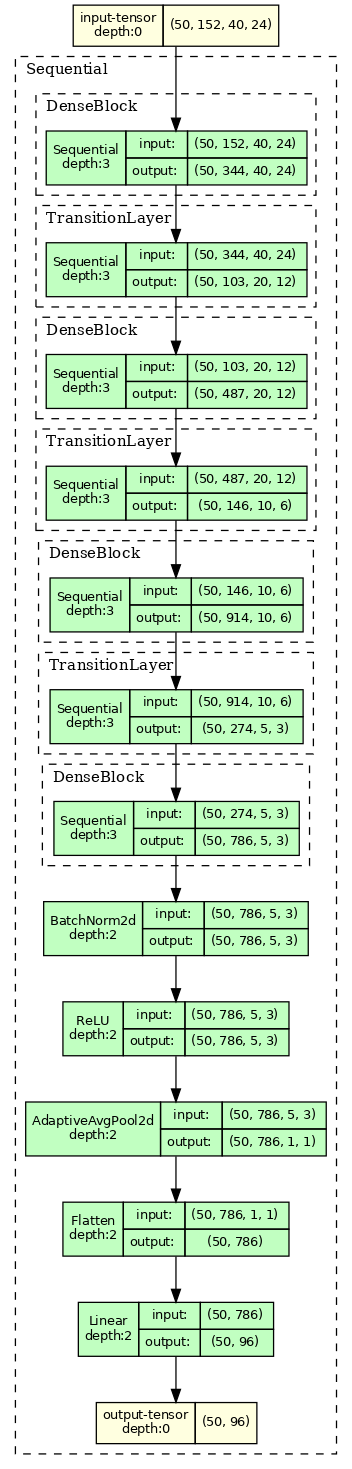 input-tensor
depth:0
(50, 152, 40, 24)
Sequential
DenseBlock
Sequential
depth:3
input:
(50, 152, 40, 24)
output:
(50, 344, 40, 24)
TransitionLayer
Sequential
depth:3
input:
(50, 344, 40, 24)
output:
(50, 103, 20, 12)
DenseBlock
Sequential
depth:3
input:
(50, 103, 20, 12)
output:
(50, 487, 20, 12)
TransitionLayer
Sequential
depth:3
input:
(50, 487, 20, 12)
output:
(50, 146, 10, 6)
DenseBlock
Sequential
depth:3
input:
(50, 146, 10, 6)
output:
(50, 914, 10, 6)
TransitionLayer
Sequential
depth:3
input:
(50, 914, 10, 6)
output:
(50, 274, 5, 3)
DenseBlock
Sequential
depth:3
input:
(50, 274, 5, 3)
output:
(50, 786, 5, 3)
BatchNorm2d
depth:2
input:
(50, 786, 5, 3)
output:
(50, 786, 5, 3)
ReLU
depth:2
input:
(50, 786, 5, 3)
output:
(50, 786, 5, 3)
AdaptiveAvgPool2d
depth:2
input:
(50, 786, 5, 3)
output:
(50, 786, 1, 1)
Flatten
depth:2
input:
(50, 786, 1, 1)
output:
(50, 786)
Linear
depth:2
input:
(50, 786)
output:
(50, 96)
output-tensor
depth:0
(50, 96)